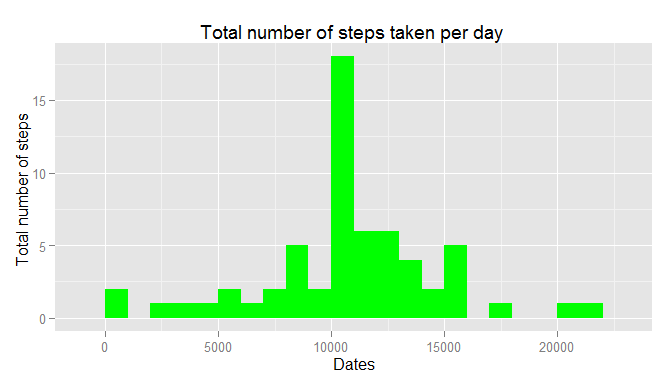 Total number of steps taken per day
Total number of steps
15
10
5
0
0 5000 10000 15000 20000
Dates